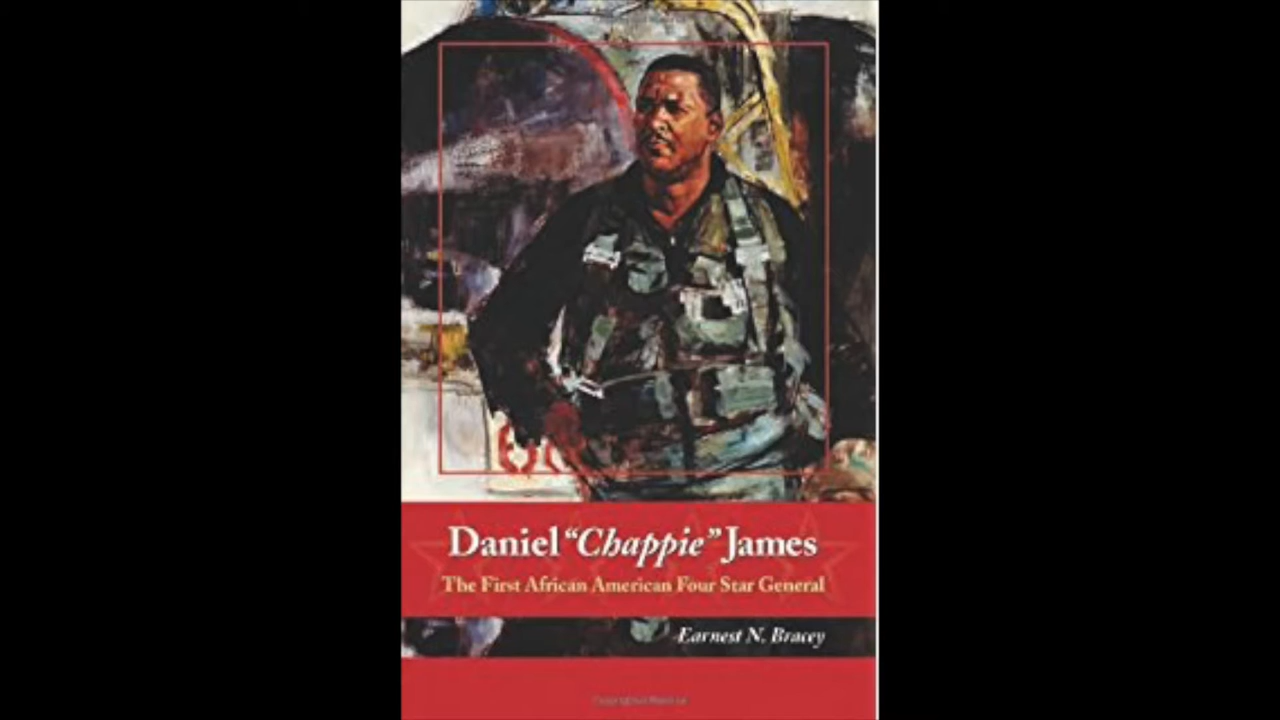 Daniel “Chappie” James
The First African American Four Star General
Earnest N. Bracey